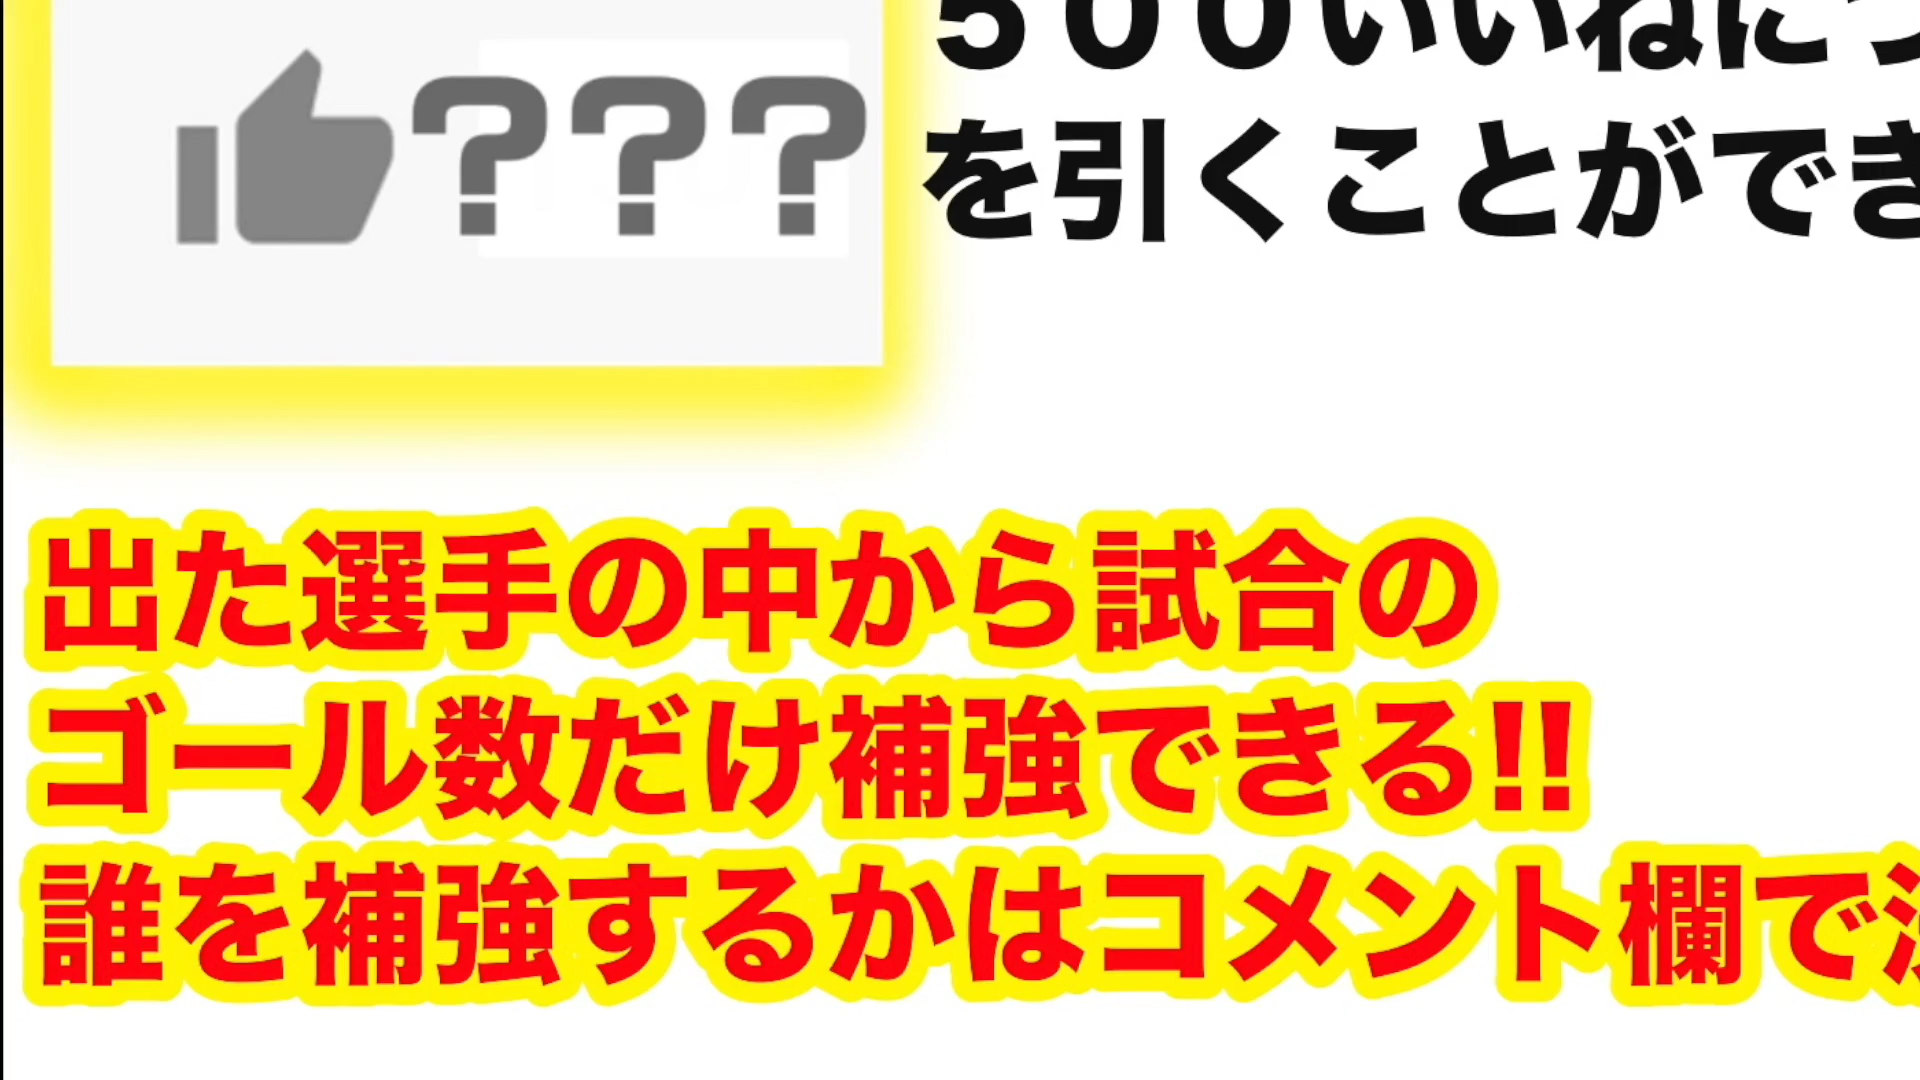 500いいねにつ
???
を引くことができ
出た選手の中から試合の
ゴール数だけ補強できる!!
誰を補強するかはコメント欄で